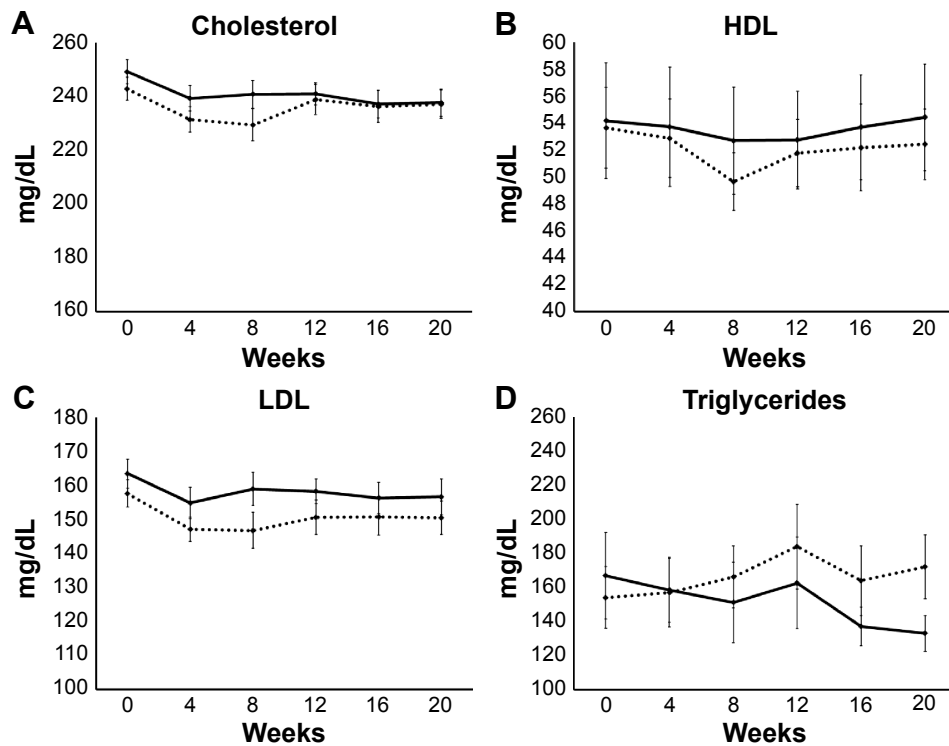 A
Cholesterol
260
240
220
200
180
160
mg/dL
0 4 8 12 16 20
Weeks
B
HDL
60
58
56
54
52
50
48
46
44
42
40
mg/dL
0 4 8 12 16 20
Weeks
C
LDL
180
170
160
150
140
130
120
110
100
mg/dL
0 4 8 12 16 20
Weeks
D
Triglycerides
260
240
220
200
180
160
140
120
100
mg/dL
0 4 8 12 16 20
Weeks